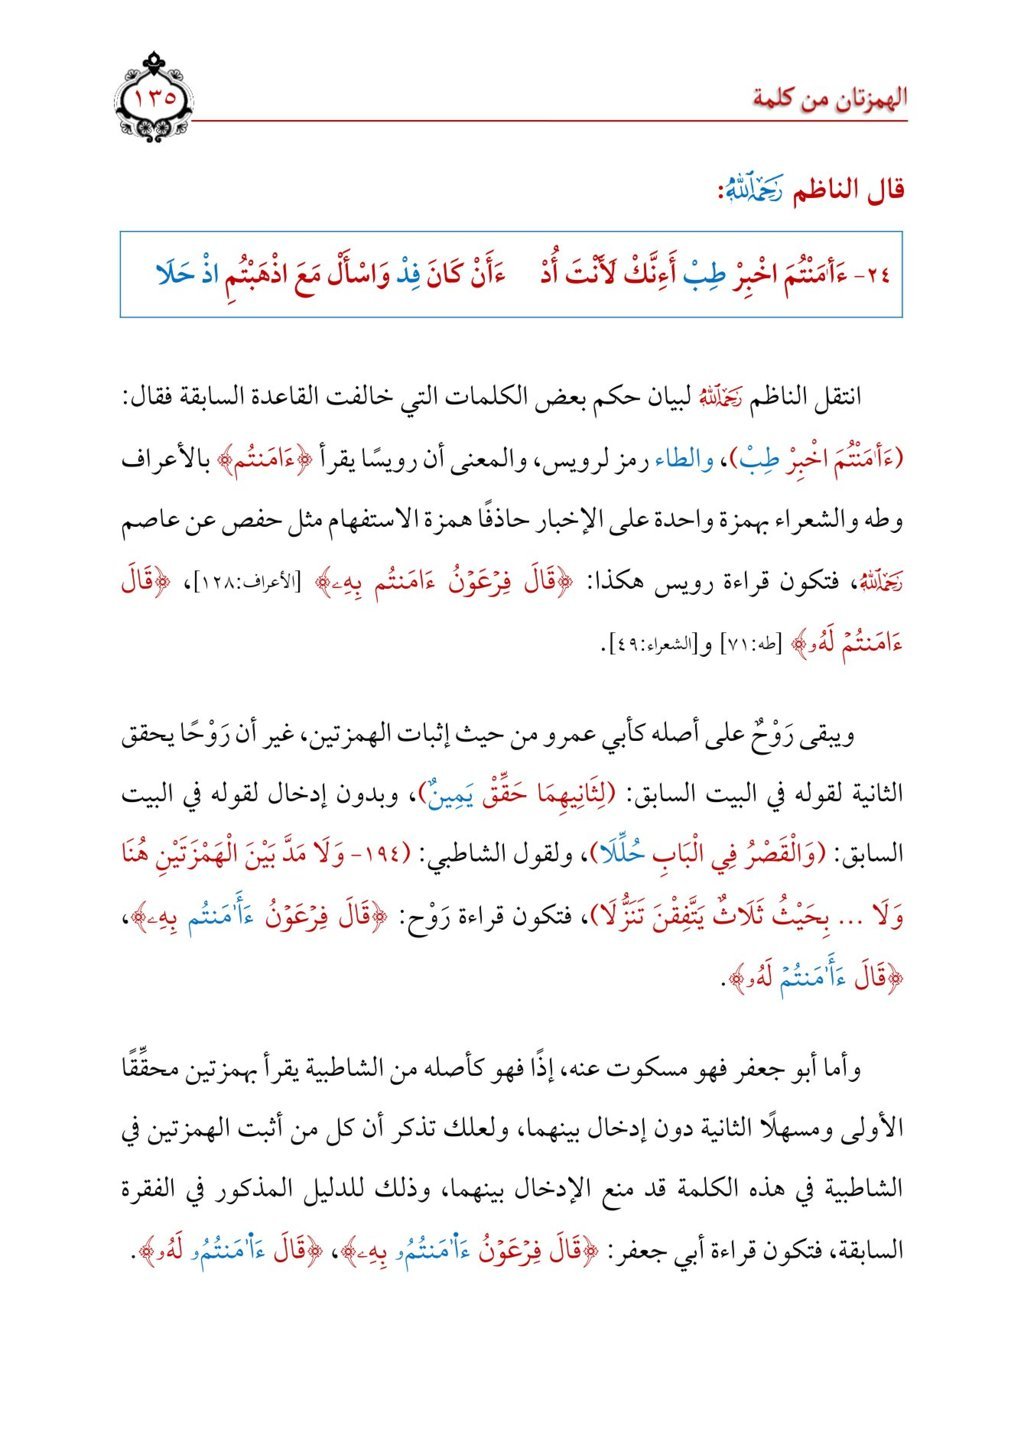 الهمزتان من كلمة
١٣٥
قال الناظم رَحِمَهُ اللَّهُ:
٢٤- ءَأَٰمَنْتُمَ اخْبِرْ طِبْ أَءِنَّكْ لَأَنْتَ أُدْ ءَأَنْ كَانَ فِدْ وَاسْأَلْ مَعَ اذْهَبْتُمِ اذْ حَلَا
انتقل الناظم رَحِمَهُ اللَّهُ لبيان حكم بعض الكلمات التي خالفت القاعدة السابقة فقال:
(ءَأَٰمَنْتُمَ اخْبِرْ طِبْ)، والطاء رمز لرويس، والمعنى أن رويسًا يقرأ ﴿ءَامَنتُم﴾ بالأعراف
وطه والشعراء بهمزة واحدة على الإخبار حاذفًا همزة الاستفهام مثل حفص عن عاصم
رَحِمَهُ اللَّهُ، فتكون قراءة رويس هكذا: ﴿قَالَ فِرْعَوْنُ ءَامَنتُم بِهِۦ﴾ [الأعراف:١٢٨]، ﴿قَالَ
ءَامَنتُمْ لَهُۥ﴾ [طه:٧١] و[الشعراء:٤٩].
ويبقى رَوْحٌ على أصله كأبي عمرو من حيث إثبات الهمزتين، غير أن رَوْحًا يحقق
الثانية لقوله في البيت السابق: (لِثَانِيهِمَا حَقِّقْ يَمِينٌ)، وبدون إدخال لقوله في البيت
السابق: (وَالْقَصْرُ فِي الْبَابِ حُلِّلَا)، ولقول الشاطبي: (١٩٤- وَلَا مَدَّ بَيْنَ الْهَمْزَتَيْنِ هُنَا
وَلَا ... بِحَيْثُ ثَلَاثٌ يَتَّفِقْنَ تَنَزُّلَا)، فتكون قراءة رَوْح: ﴿قَالَ فِرْعَوْنُ ءَأَٰمَنتُم بِهِۦ﴾،
﴿قَالَ ءَأَٰمَنتُمْ لَهُۥ﴾.
وأما أبو جعفر فهو مسكوت عنه، إذًا فهو كأصله من الشاطبية يقرأ بهمزتين محقِّقًا
الأولى ومسهلًا الثانية دون إدخال بينهما، ولعلك تذكر أن كل من أثبت الهمزتين في
الشاطبية في هذه الكلمة قد منع الإدخال بينهما، وذلك للدليل المذكور في الفقرة
السابقة، فتكون قراءة أبي جعفر: ﴿قَالَ فِرْعَوْنُ ءَاٰ۬مَنتُمُۥ بِهِۦ﴾، ﴿قَالَ ءَاٰ۬مَنتُمُۥ لَهُۥ﴾.